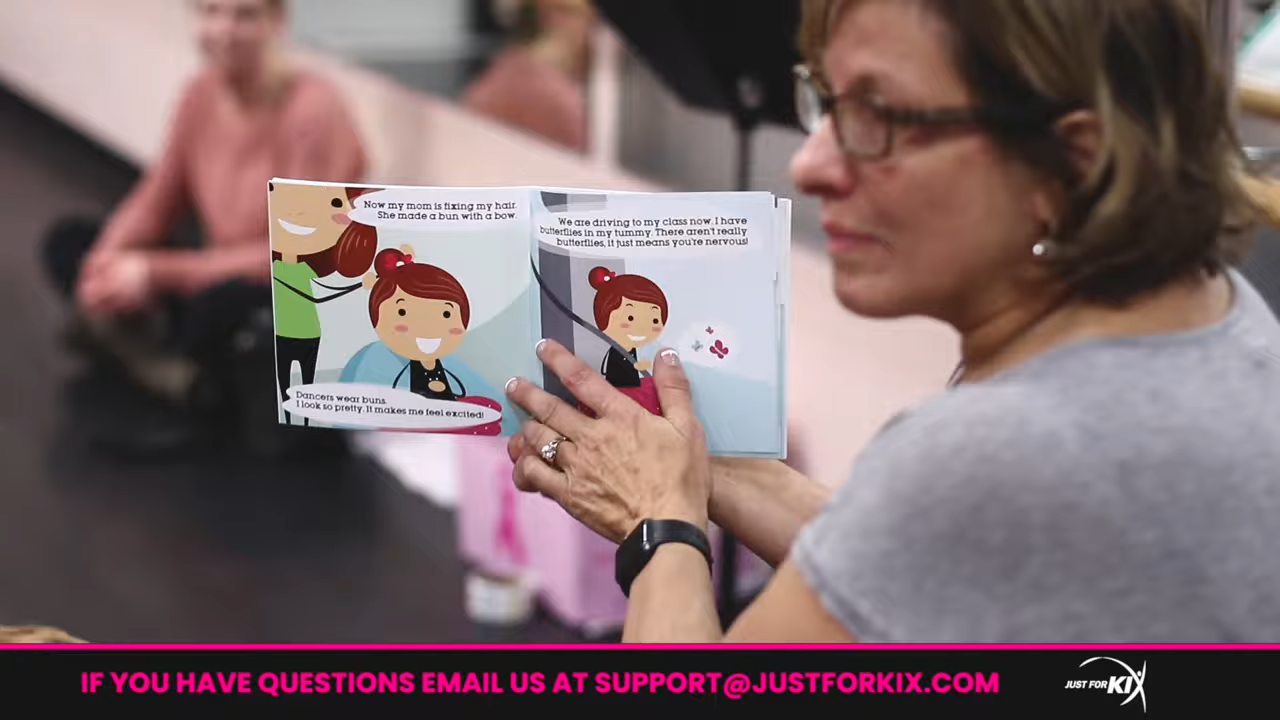 Now my mom is fixing my hair.
She made a bun with a bow.
Dancers wear buns.
I look so pretty. It makes me feel excited!
We are driving to my class now. I have
butterflies in my tummy. There aren't really
butterflies, it just means you're nervous!
IF YOU HAVE QUESTIONS EMAIL US AT SUPPORT@JUSTFORKIX.COM
JUST FOR KIX